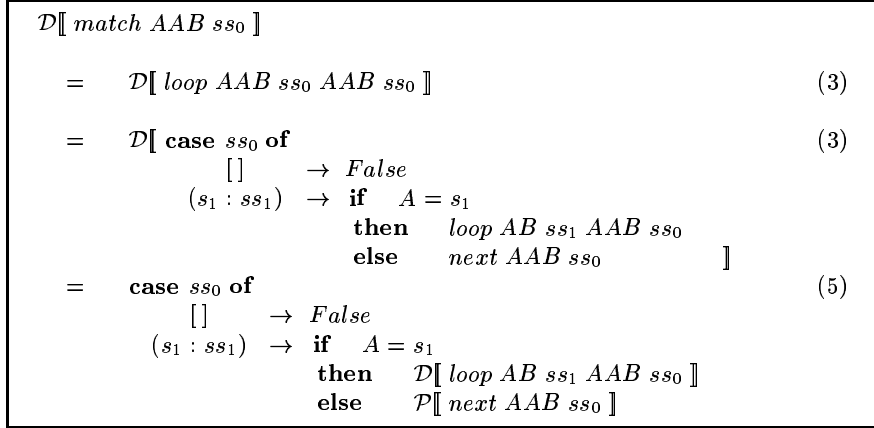 𝒟⟦ match AAB ss₀ ⟧
= 𝒟⟦ loop AAB ss₀ AAB ss₀ ⟧ (3)
= 𝒟⟦ case ss₀ of (3)
[ ] → False
(s₁ : ss₁) → if A = s₁
then loop AB ss₁ AAB ss₀
else next AAB ss₀ ⟧
= case ss₀ of (5)
[ ] → False
(s₁ : ss₁) → if A = s₁
then 𝒟⟦ loop AB ss₁ AAB ss₀ ⟧
else 𝒫⟦ next AAB ss₀ ⟧